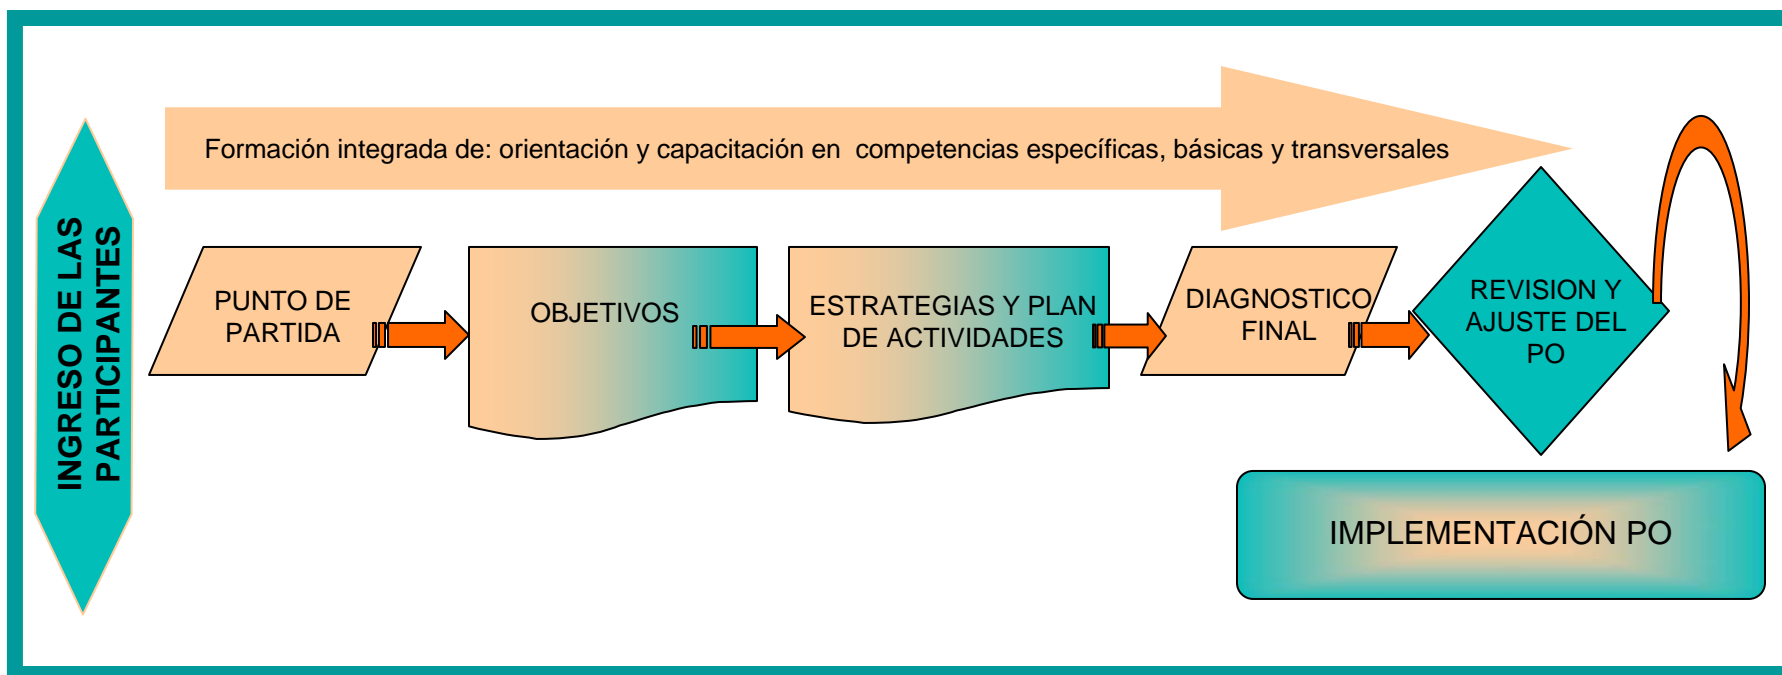 INGRESO DE LAS
PARTICIPANTES
Formación integrada de: orientación y capacitación en competencias específicas, básicas y transversales
PUNTO DE
PARTIDA
OBJETIVOS
ESTRATEGIAS Y PLAN
DE ACTIVIDADES
DIAGNOSTICO
FINAL
REVISION Y
AJUSTE DEL
PO
IMPLEMENTACIÓN PO